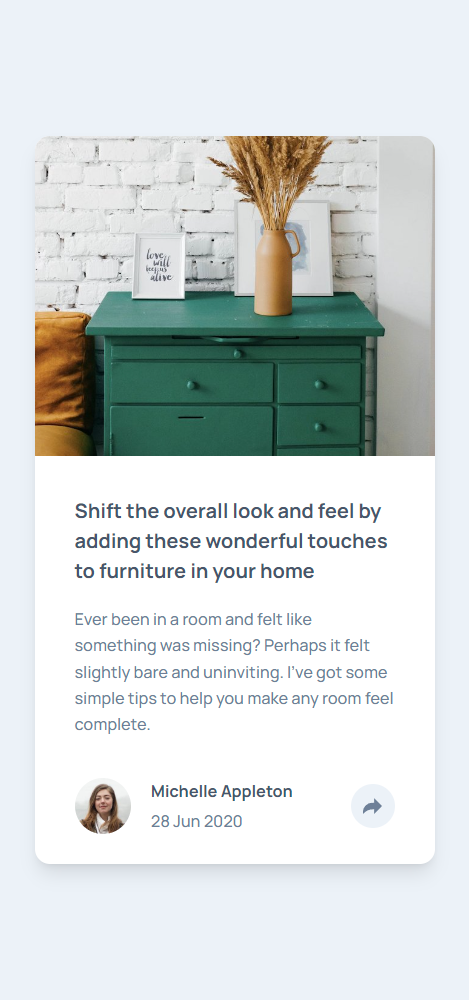 love
will
keep us
alive
Shift the overall look and feel by
adding these wonderful touches
to furniture in your home
Ever been in a room and felt like
something was missing? Perhaps it felt
slightly bare and uninviting. I’ve got some
simple tips to help you make any room feel
complete.
Michelle Appleton
28 Jun 2020